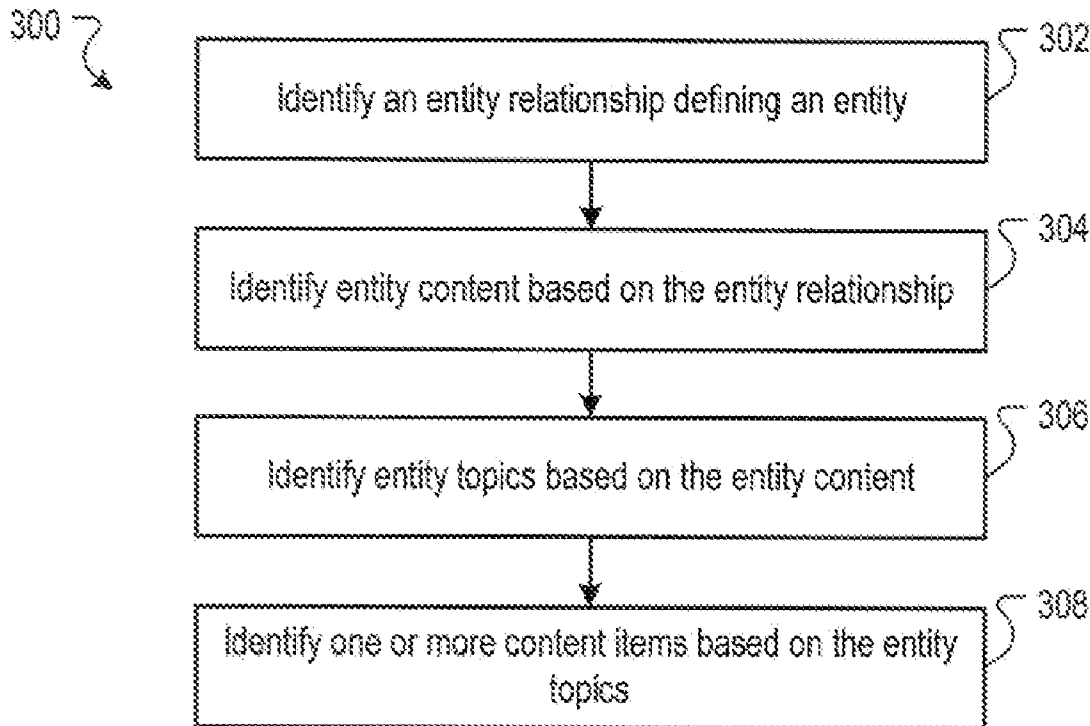 300
302
Identify an entity relationship defining an entity
304
Identify entity content based on the entity relationship
306
Identify entity topics based on the entity content
308
Identify one or more content items based on the entity
topics